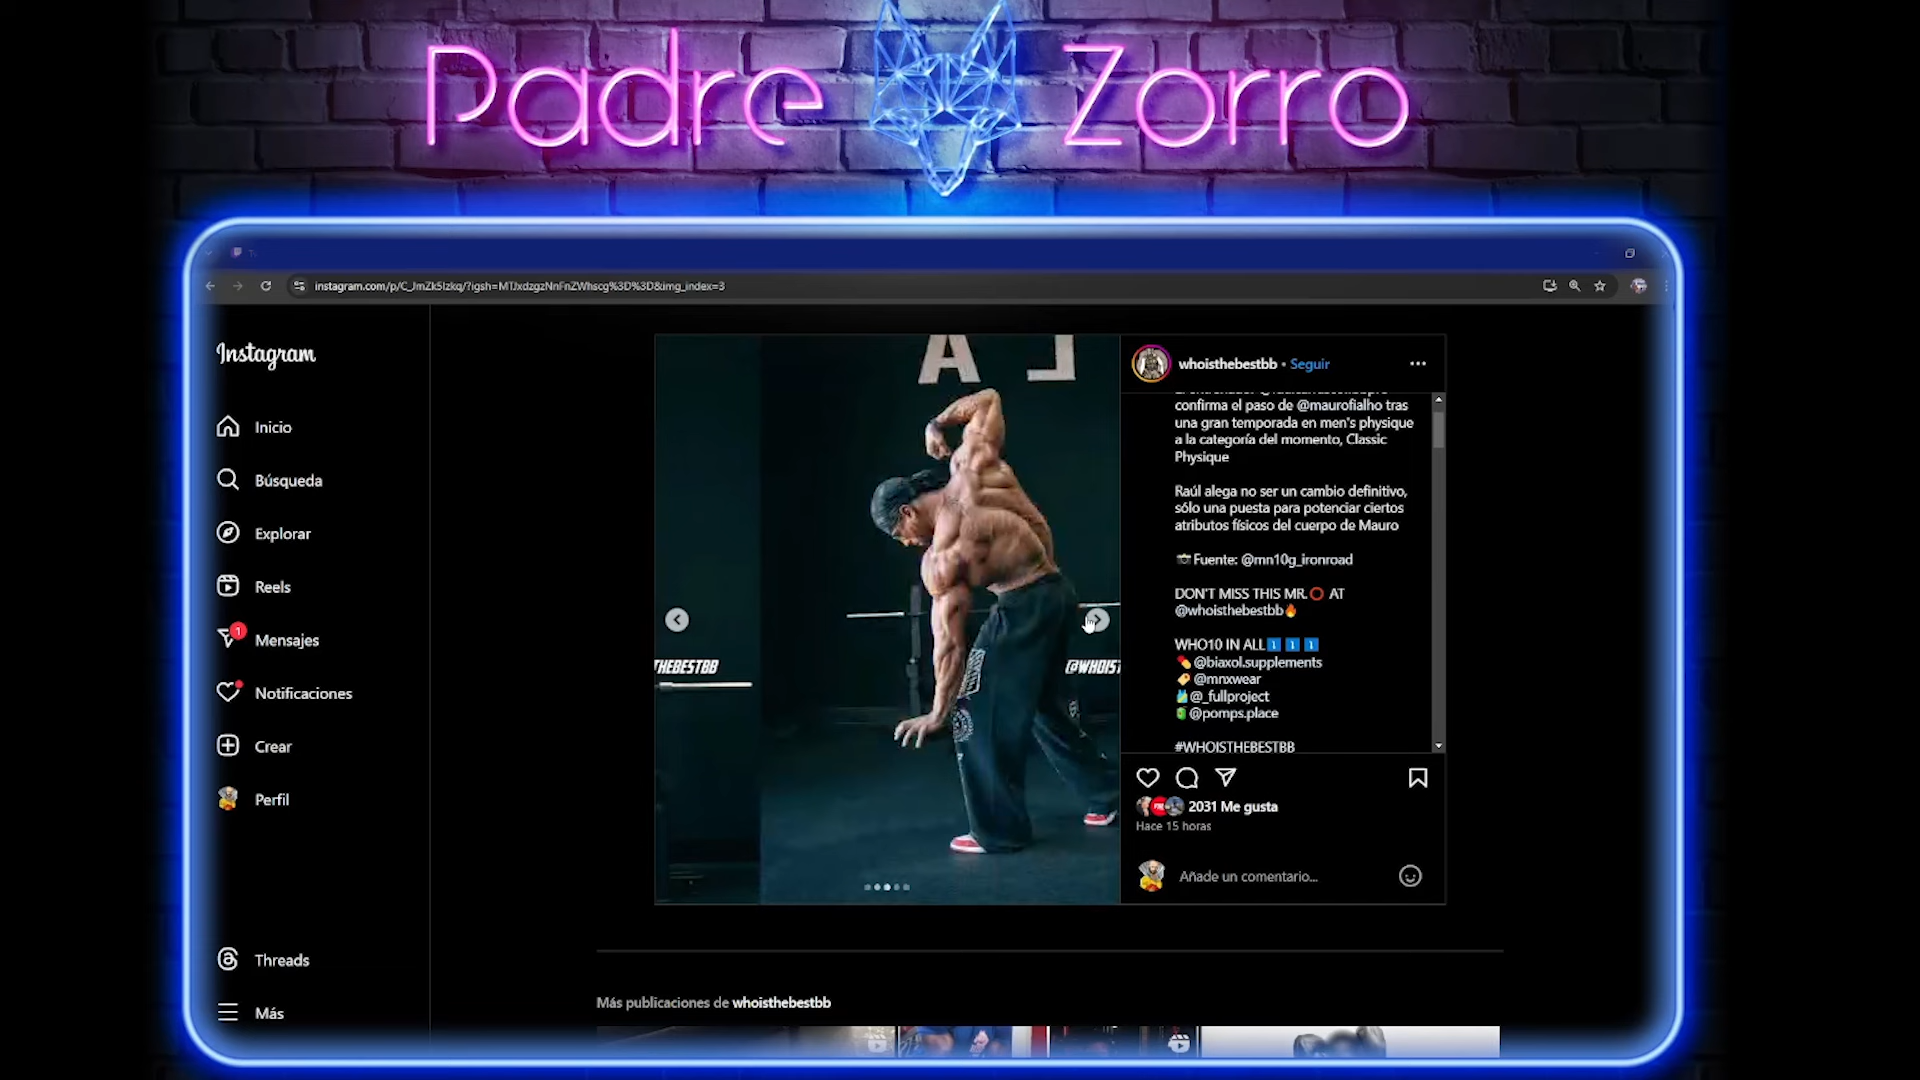 Padre Zorro
instagram.com/p/C_JmZk5Izkq/?igsh=MTJxdzgzNnFnZWhscg%3D%3D&img_index=3
Instagram
Inicio
Búsqueda
Explorar
Reels
1
Mensajes
Notificaciones
Crear
Perfil
Threads
Más
L
A
THEBESTBB
@WHOIST
whoisthebestbb • Seguir
confirma el paso de @maurofialho tras
una gran temporada en men's physique
a la categoría del momento, Classic
Physique
Raúl alega no ser un cambio definitivo,
sólo una puesta para potenciar ciertos
atributos físicos del cuerpo de Mauro
📸Fuente: @mn10g_ironroad
DON'T MISS THIS MR.⭕ AT
@whoisthebestbb🔥
WHO10 IN ALL⬇️⬇️⬇️
💊@biaxol.supplements
🏷️@mnxwear
🎽@_fullproject
🧃@pomps.place
#WHOISTHEBESTBB
2031 Me gusta
Hace 15 horas
Añade un comentario...
Más publicaciones de whoisthebestbb